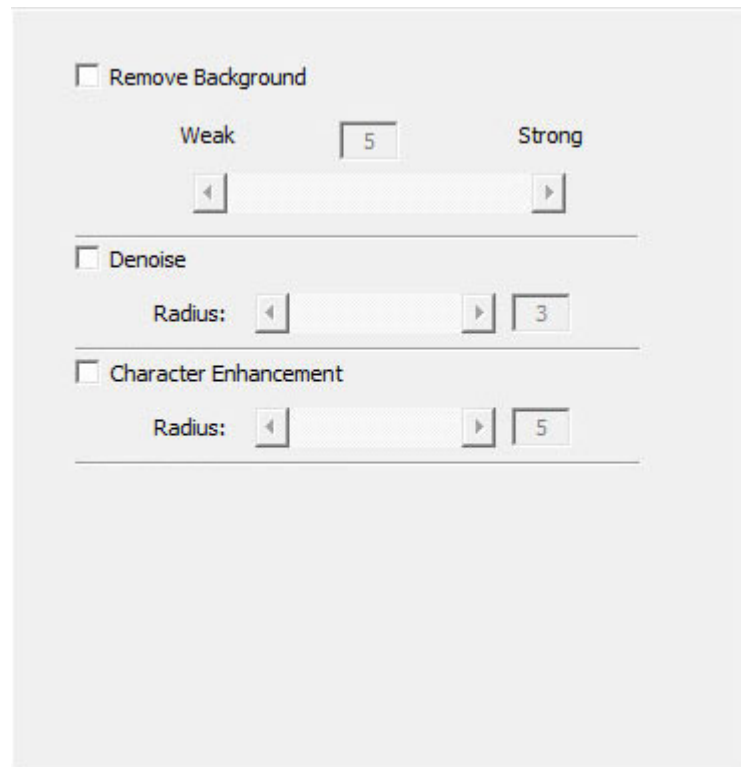 Remove Background
Weak 5 Strong
Denoise
Radius: 3
Character Enhancement
Radius: 5